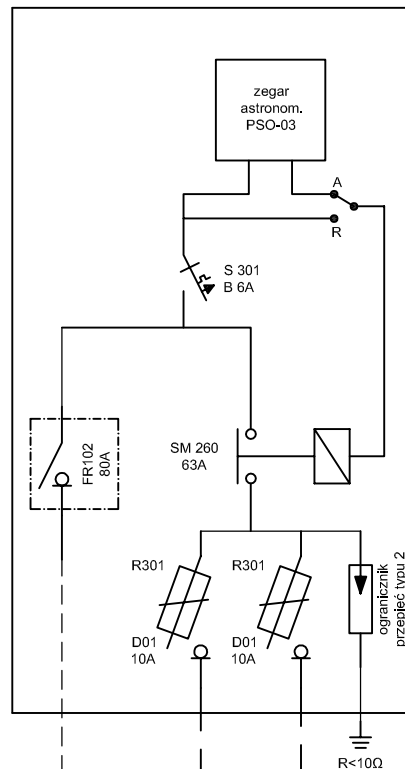 zegar
astronom.
PSO-03
A
R
S 301
B 6A
FR102
80A
SM 260
63A
R301
D01
10A
R301
D01
10A
ogranicznik
przepięć typu 2
R<10Ω